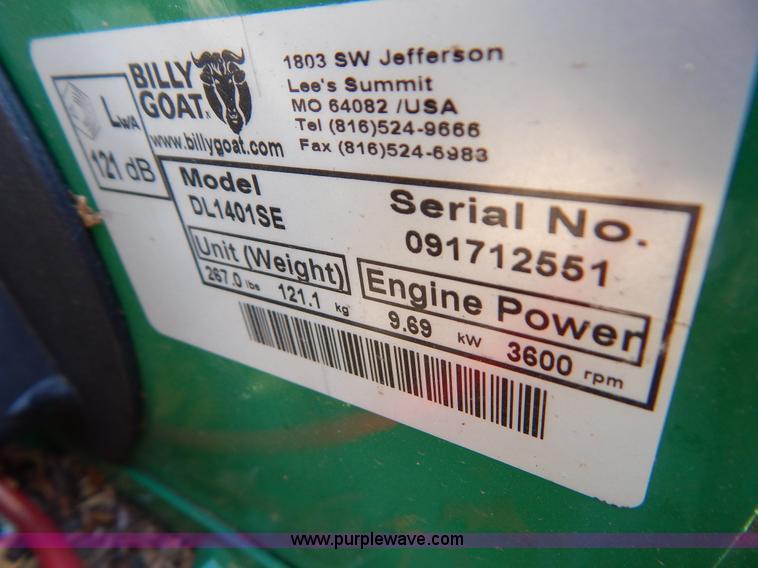 BILLY
GOAT
www.billygoat.com
LWA
121 dB
1803 SW Jefferson
Lee's Summit
MO 64082 /USA
Tel (816)524-9666
Fax (816)524-6983
Model
DL1401SE
Serial No.
091712551
Unit (Weight)
267.0 lbs 121.1 kg
Engine Power
9.69 kW 3600 rpm
www.purplewave.com